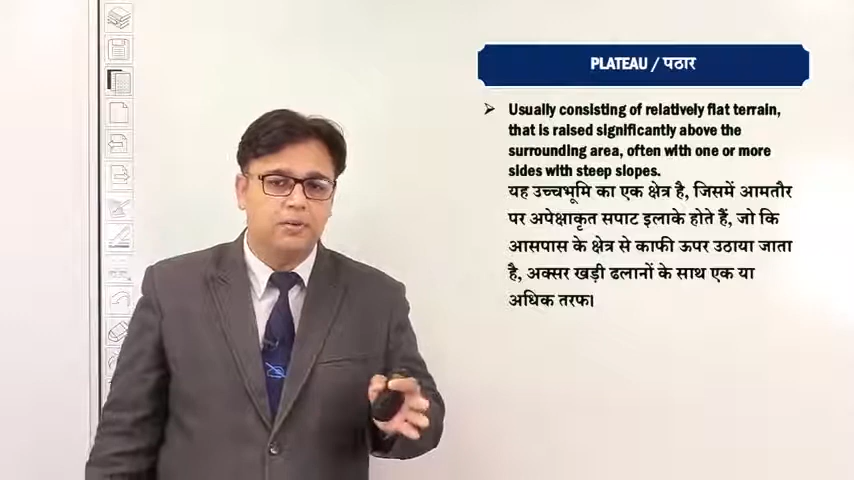 PLATEAU / पठार
➢ Usually consisting of relatively flat terrain,
that is raised significantly above the
surrounding area, often with one or more
sides with steep slopes.
यह उच्चभूमि का एक क्षेत्र है, जिसमें आमतौर
पर अपेक्षाकृत सपाट इलाके होते हैं, जो कि
आसपास के क्षेत्र से काफी ऊपर उठाया जाता
है, अक्सर खड़ी ढलानों के साथ एक या
अधिक तरफ।